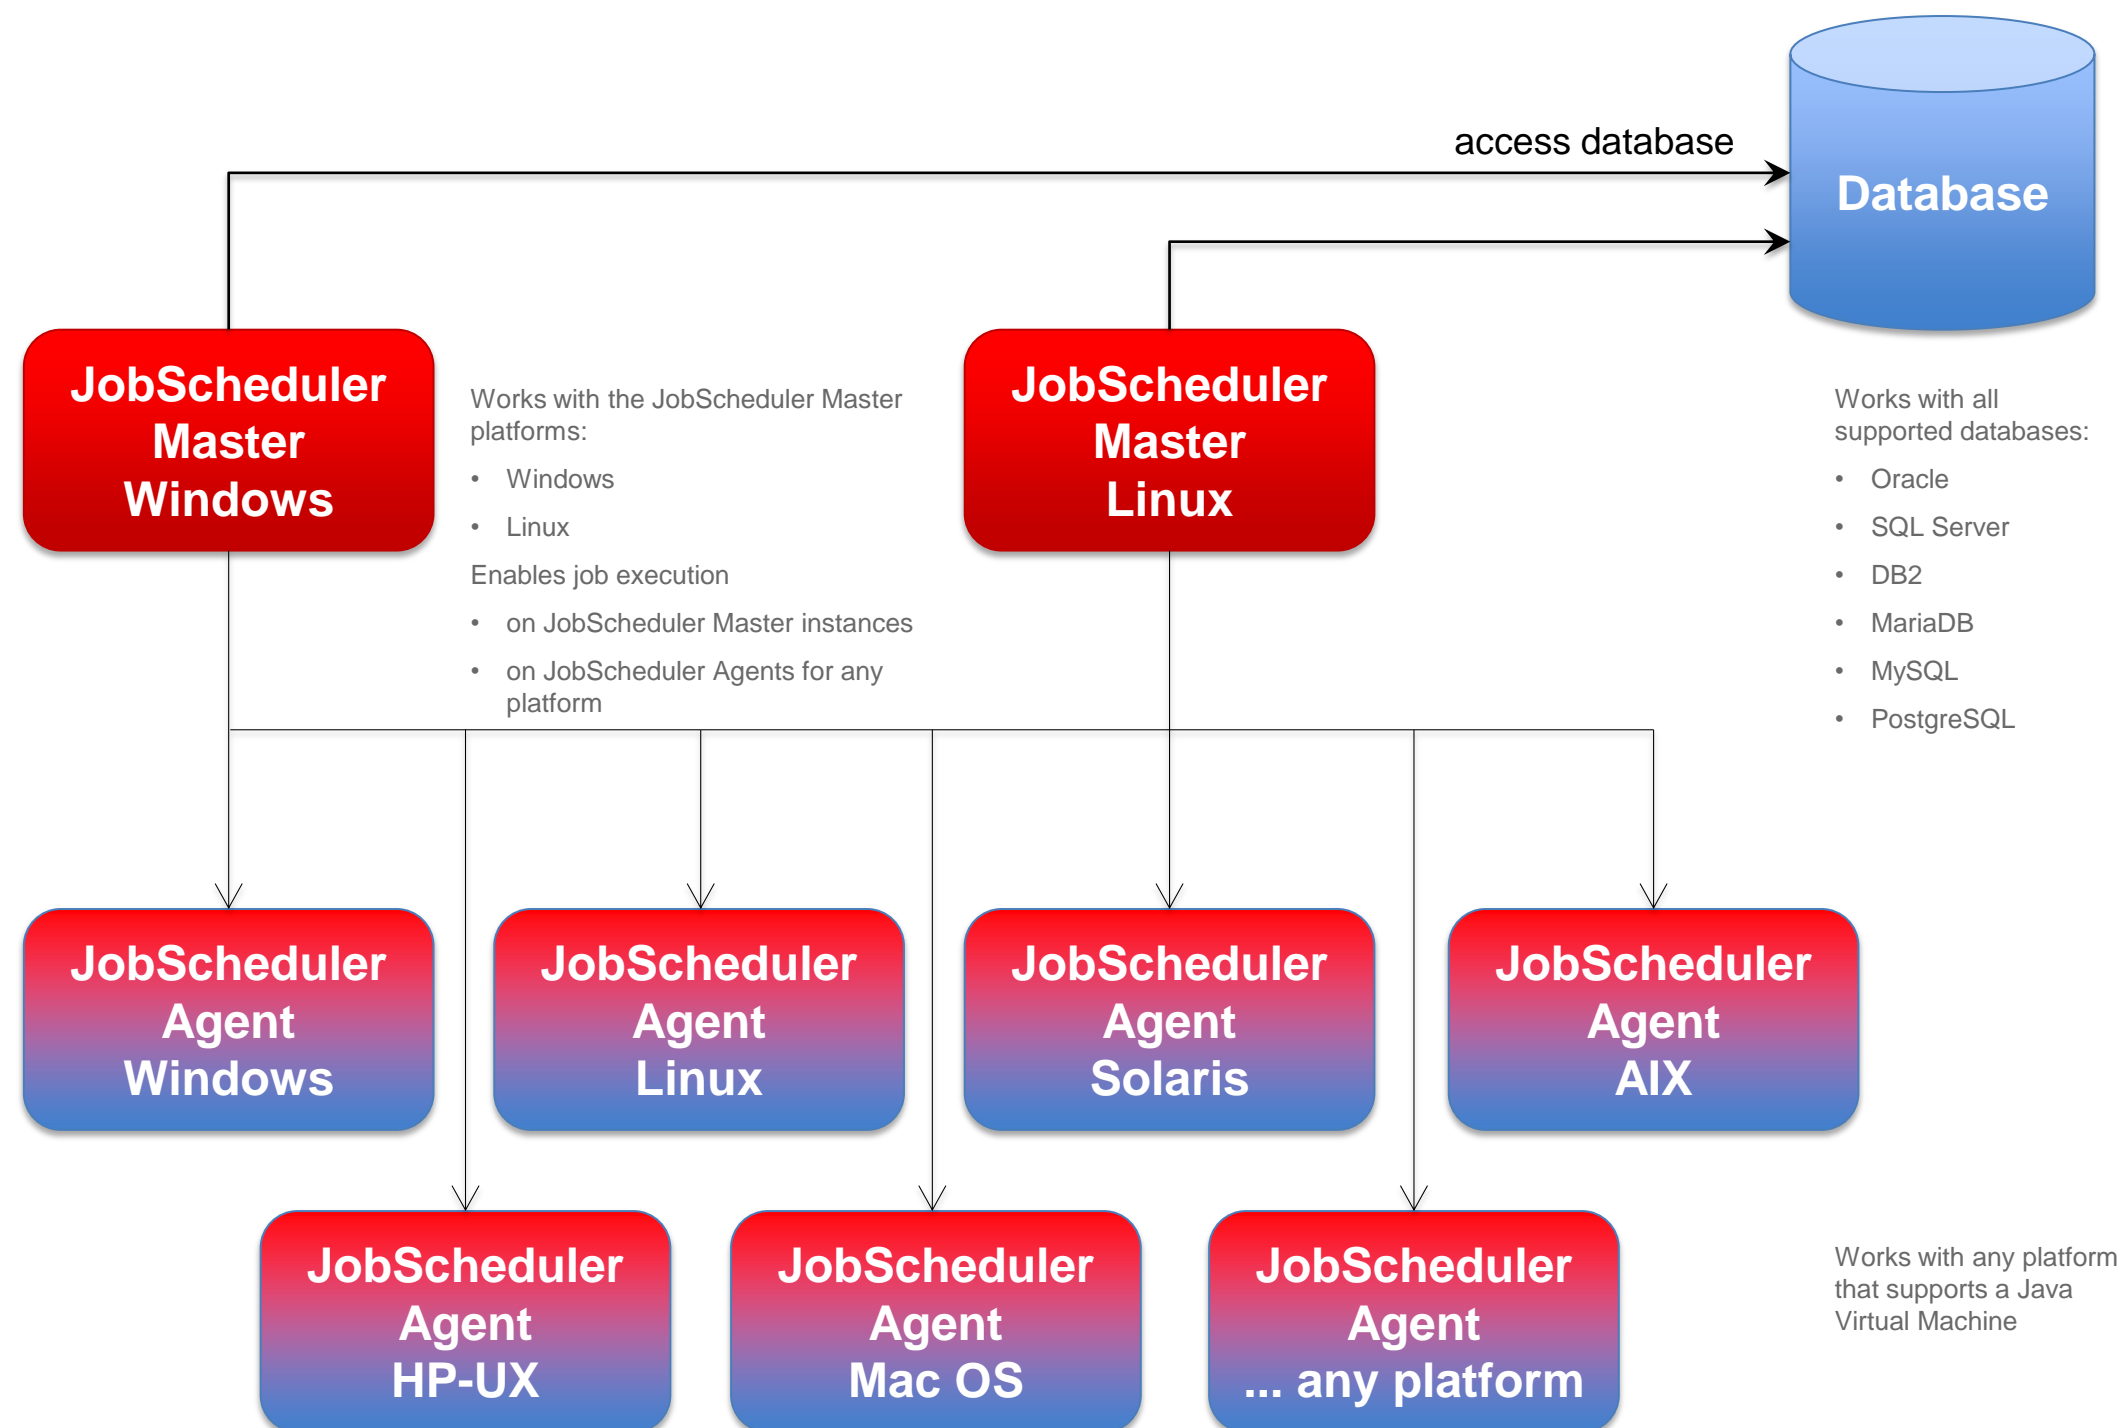 access database
Database
JobScheduler
Master
Windows
Works with the JobScheduler Master
platforms:
• Windows
• Linux
Enables job execution
• on JobScheduler Master instances
• on JobScheduler Agents for any
platform
JobScheduler
Master
Linux
Works with all
supported databases:
• Oracle
• SQL Server
• DB2
• MariaDB
• MySQL
• PostgreSQL
JobScheduler
Agent
Windows
JobScheduler
Agent
Linux
JobScheduler
Agent
Solaris
JobScheduler
Agent
AIX
JobScheduler
Agent
HP-UX
JobScheduler
Agent
Mac OS
JobScheduler
Agent
... any platform
Works with any platform
that supports a Java
Virtual Machine